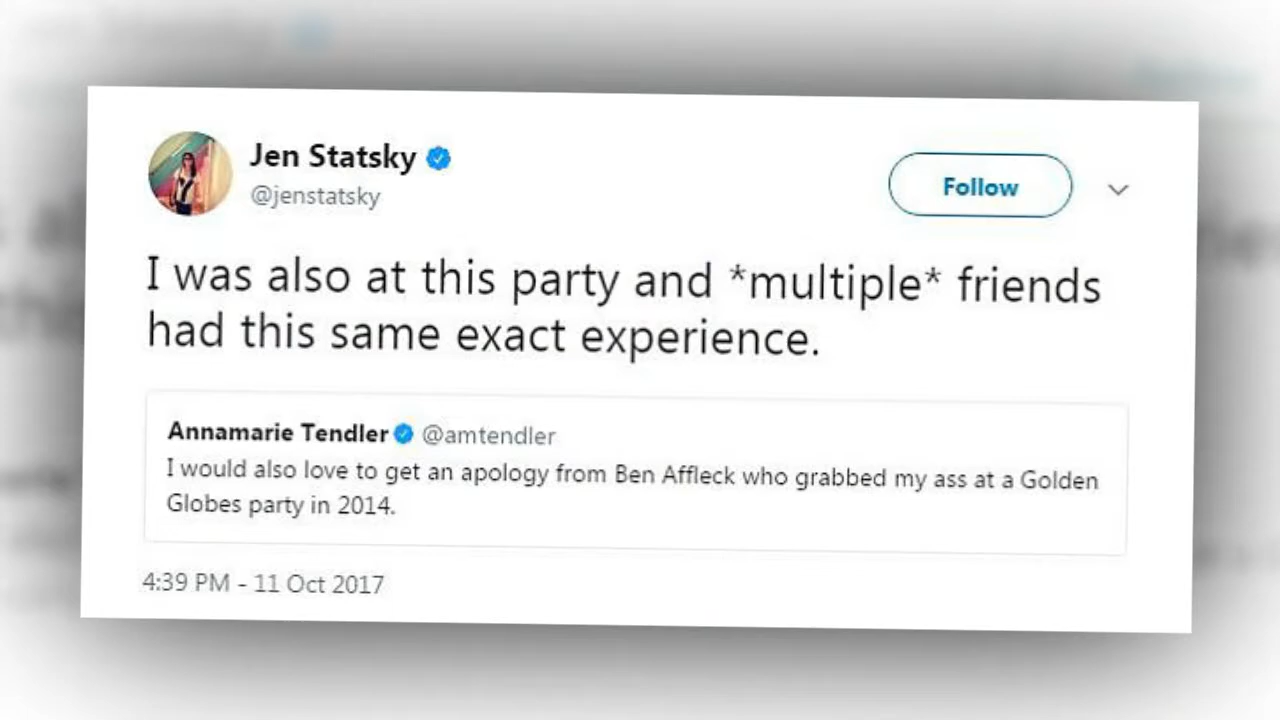 Jen Statsky
@jenstatsky
Follow
I was also at this party and *multiple* friends
had this same exact experience.
Annamarie Tendler @amtendler
I would also love to get an apology from Ben Affleck who grabbed my ass at a Golden
Globes party in 2014.
4:39 PM - 11 Oct 2017